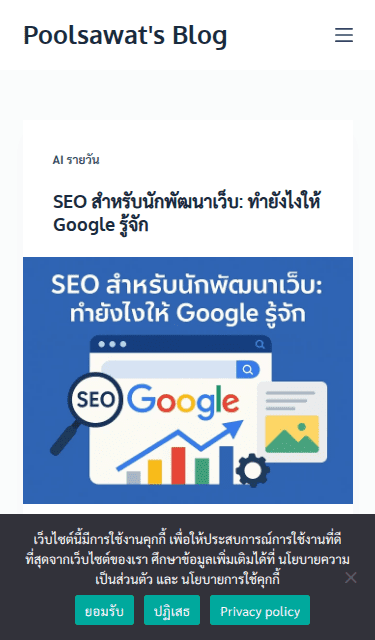 Poolsawat's Blog
AI รายวัน
SEO สำหรับนักพัฒนาเว็บ: ทำยังไงให้
Google รู้จัก
SEO สำหรับนักพัฒนาเว็บ:
ทำยังไงให้ Google รู้จัก
SEO
Google
เว็บไซต์นี้มีการใช้งานคุกกี้ เพื่อให้ประสบการณ์การใช้งานที่ดี
ที่สุดจากเว็บไซต์ของเรา ศึกษาข้อมูลเพิ่มเติมได้ที่ นโยบายความ
เป็นส่วนตัว และ นโยบายการใช้คุกกี้
ยอมรับ
ปฏิเสธ
Privacy policy